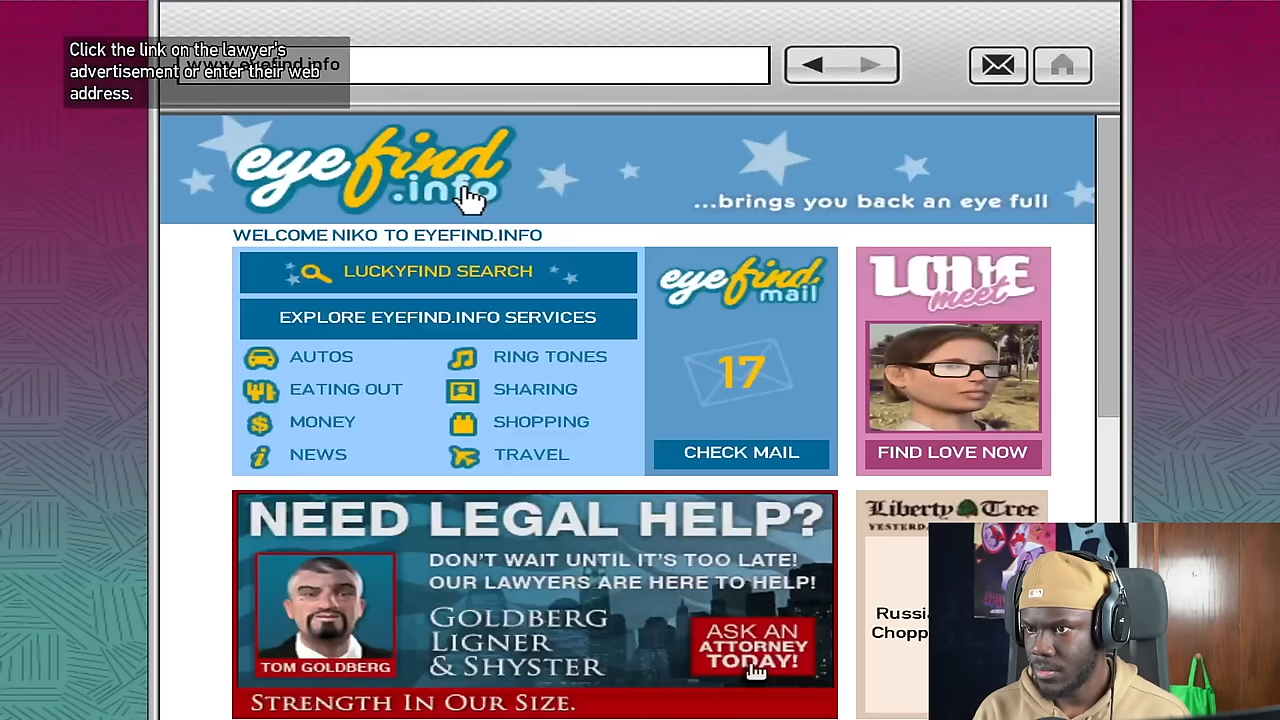 Click the link on the lawyer's
advertisement or enter their web
address.
www.eyefind.info
eyefind
.info
...brings you back an eye full
WELCOME NIKO TO EYEFIND.INFO
LUCKYFIND SEARCH
EXPLORE EYEFIND.INFO SERVICES
AUTOS
RING TONES
EATING OUT
SHARING
MONEY
SHOPPING
NEWS
TRAVEL
eyefind
mail
17
CHECK MAIL
LOVE
meet
FIND LOVE NOW
NEED LEGAL HELP?
DON'T WAIT UNTIL IT'S TOO LATE!
OUR LAWYERS ARE HERE TO HELP!
GOLDBERG
LIGNER
& SHYSTER
TOM GOLDBERG
ASK AN
ATTORNEY
TODAY!
STRENGTH IN OUR SIZE.
Liberty Tree